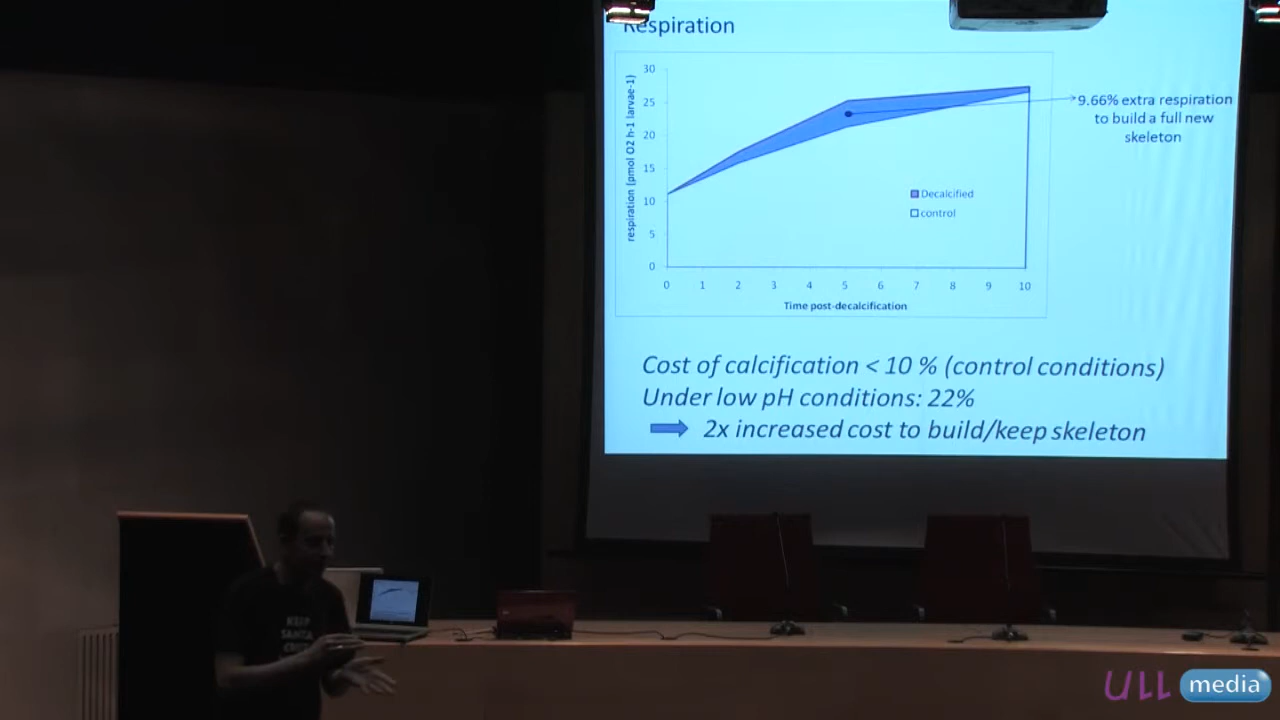 Respiration
30
25
20
15
10
5
0
respiration (pmol O2 h-1 larvae-1)
0 1 2 3 4 5 6 7 8 9 10
Time post-decalcification
Decalcified
control
9.66% extra respiration
to build a full new
skeleton
Cost of calcification < 10 % (control conditions)
Under low pH conditions: 22%
2x increased cost to build/keep skeleton
KEEP
ULL media